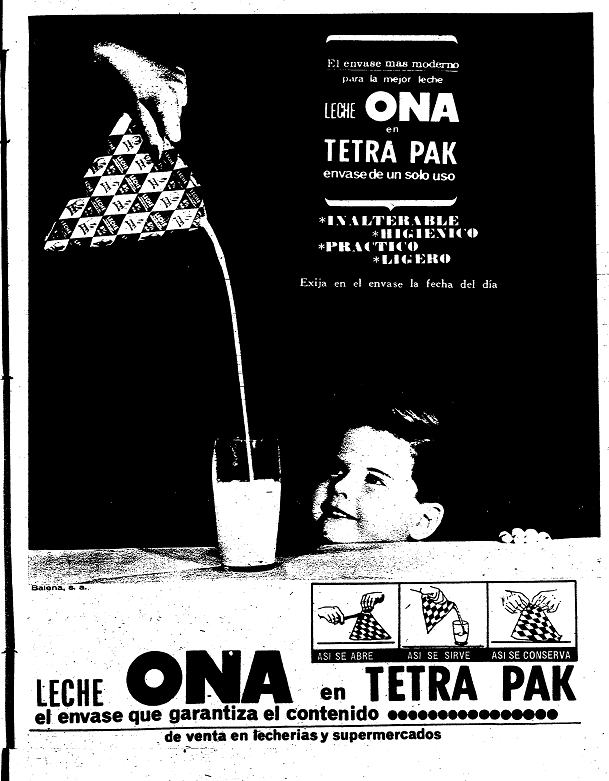 El envase mas moderno
para la mejor leche
LECHE ONA
en
TETRA PAK
envase de un solo uso
*INALTERABLE
*HIGIENICO
*PRACTICO
*LIGERO
Exija en el envase la fecha del día
Balena, s. a..
ASI SE ABRE
ASI SE SIRVE
ASI SE CONSERVA
LECHE ONA en TETRA PAK
el envase que garantiza el contenido
de venta en lecherias y supermercados